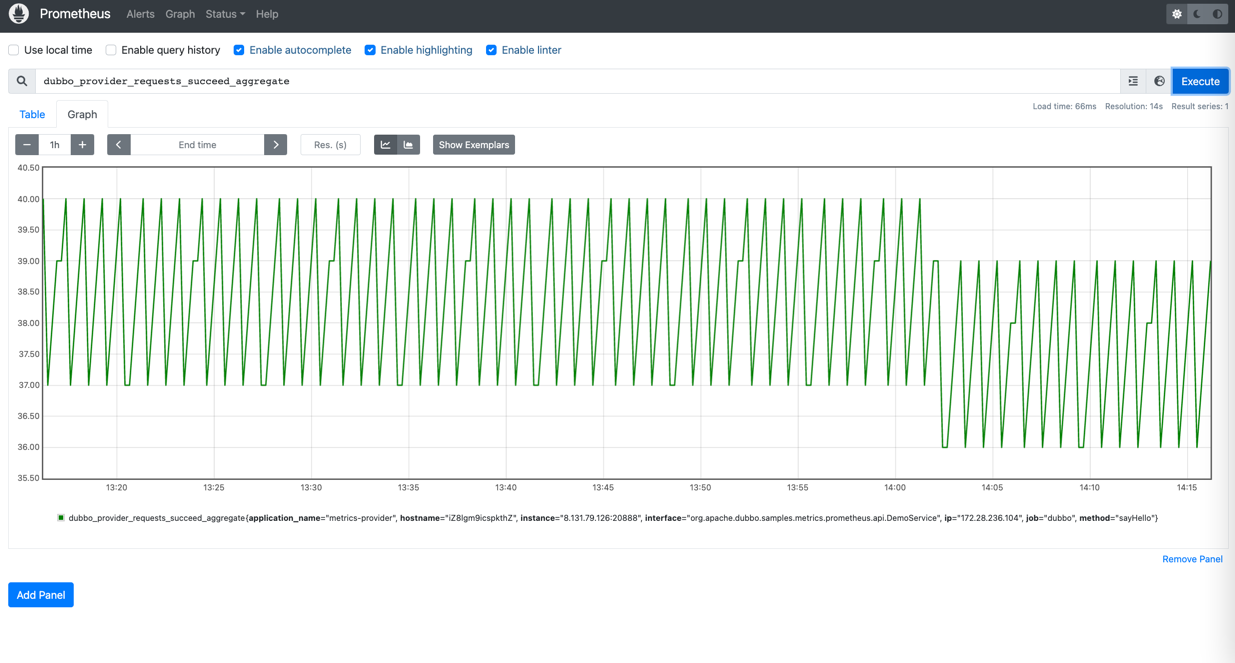 Prometheus Alerts Graph Status Help
Use local time Enable query history Enable autocomplete Enable highlighting Enable linter
dubbo_provider_requests_succeed_aggregate Execute
Load time: 66ms Resolution: 14s Result series: 1
Table Graph
− 1h + End time Res. (s) Show Exemplars
40.50
40.00
39.50
39.00
38.50
38.00
37.50
37.00
36.50
36.00
35.50
13:20 13:25 13:30 13:35 13:40 13:45 13:50 13:55 14:00 14:05 14:10 14:15
dubbo_provider_requests_succeed_aggregate{application_name="metrics-provider", hostname="iZ8lgm9icspkthZ", instance="8.131.79.126:20888", interface="org.apache.dubbo.samples.metrics.prometheus.api.DemoService", ip="172.28.236.104", job="dubbo", method="sayHello"}
Remove Panel
Add Panel